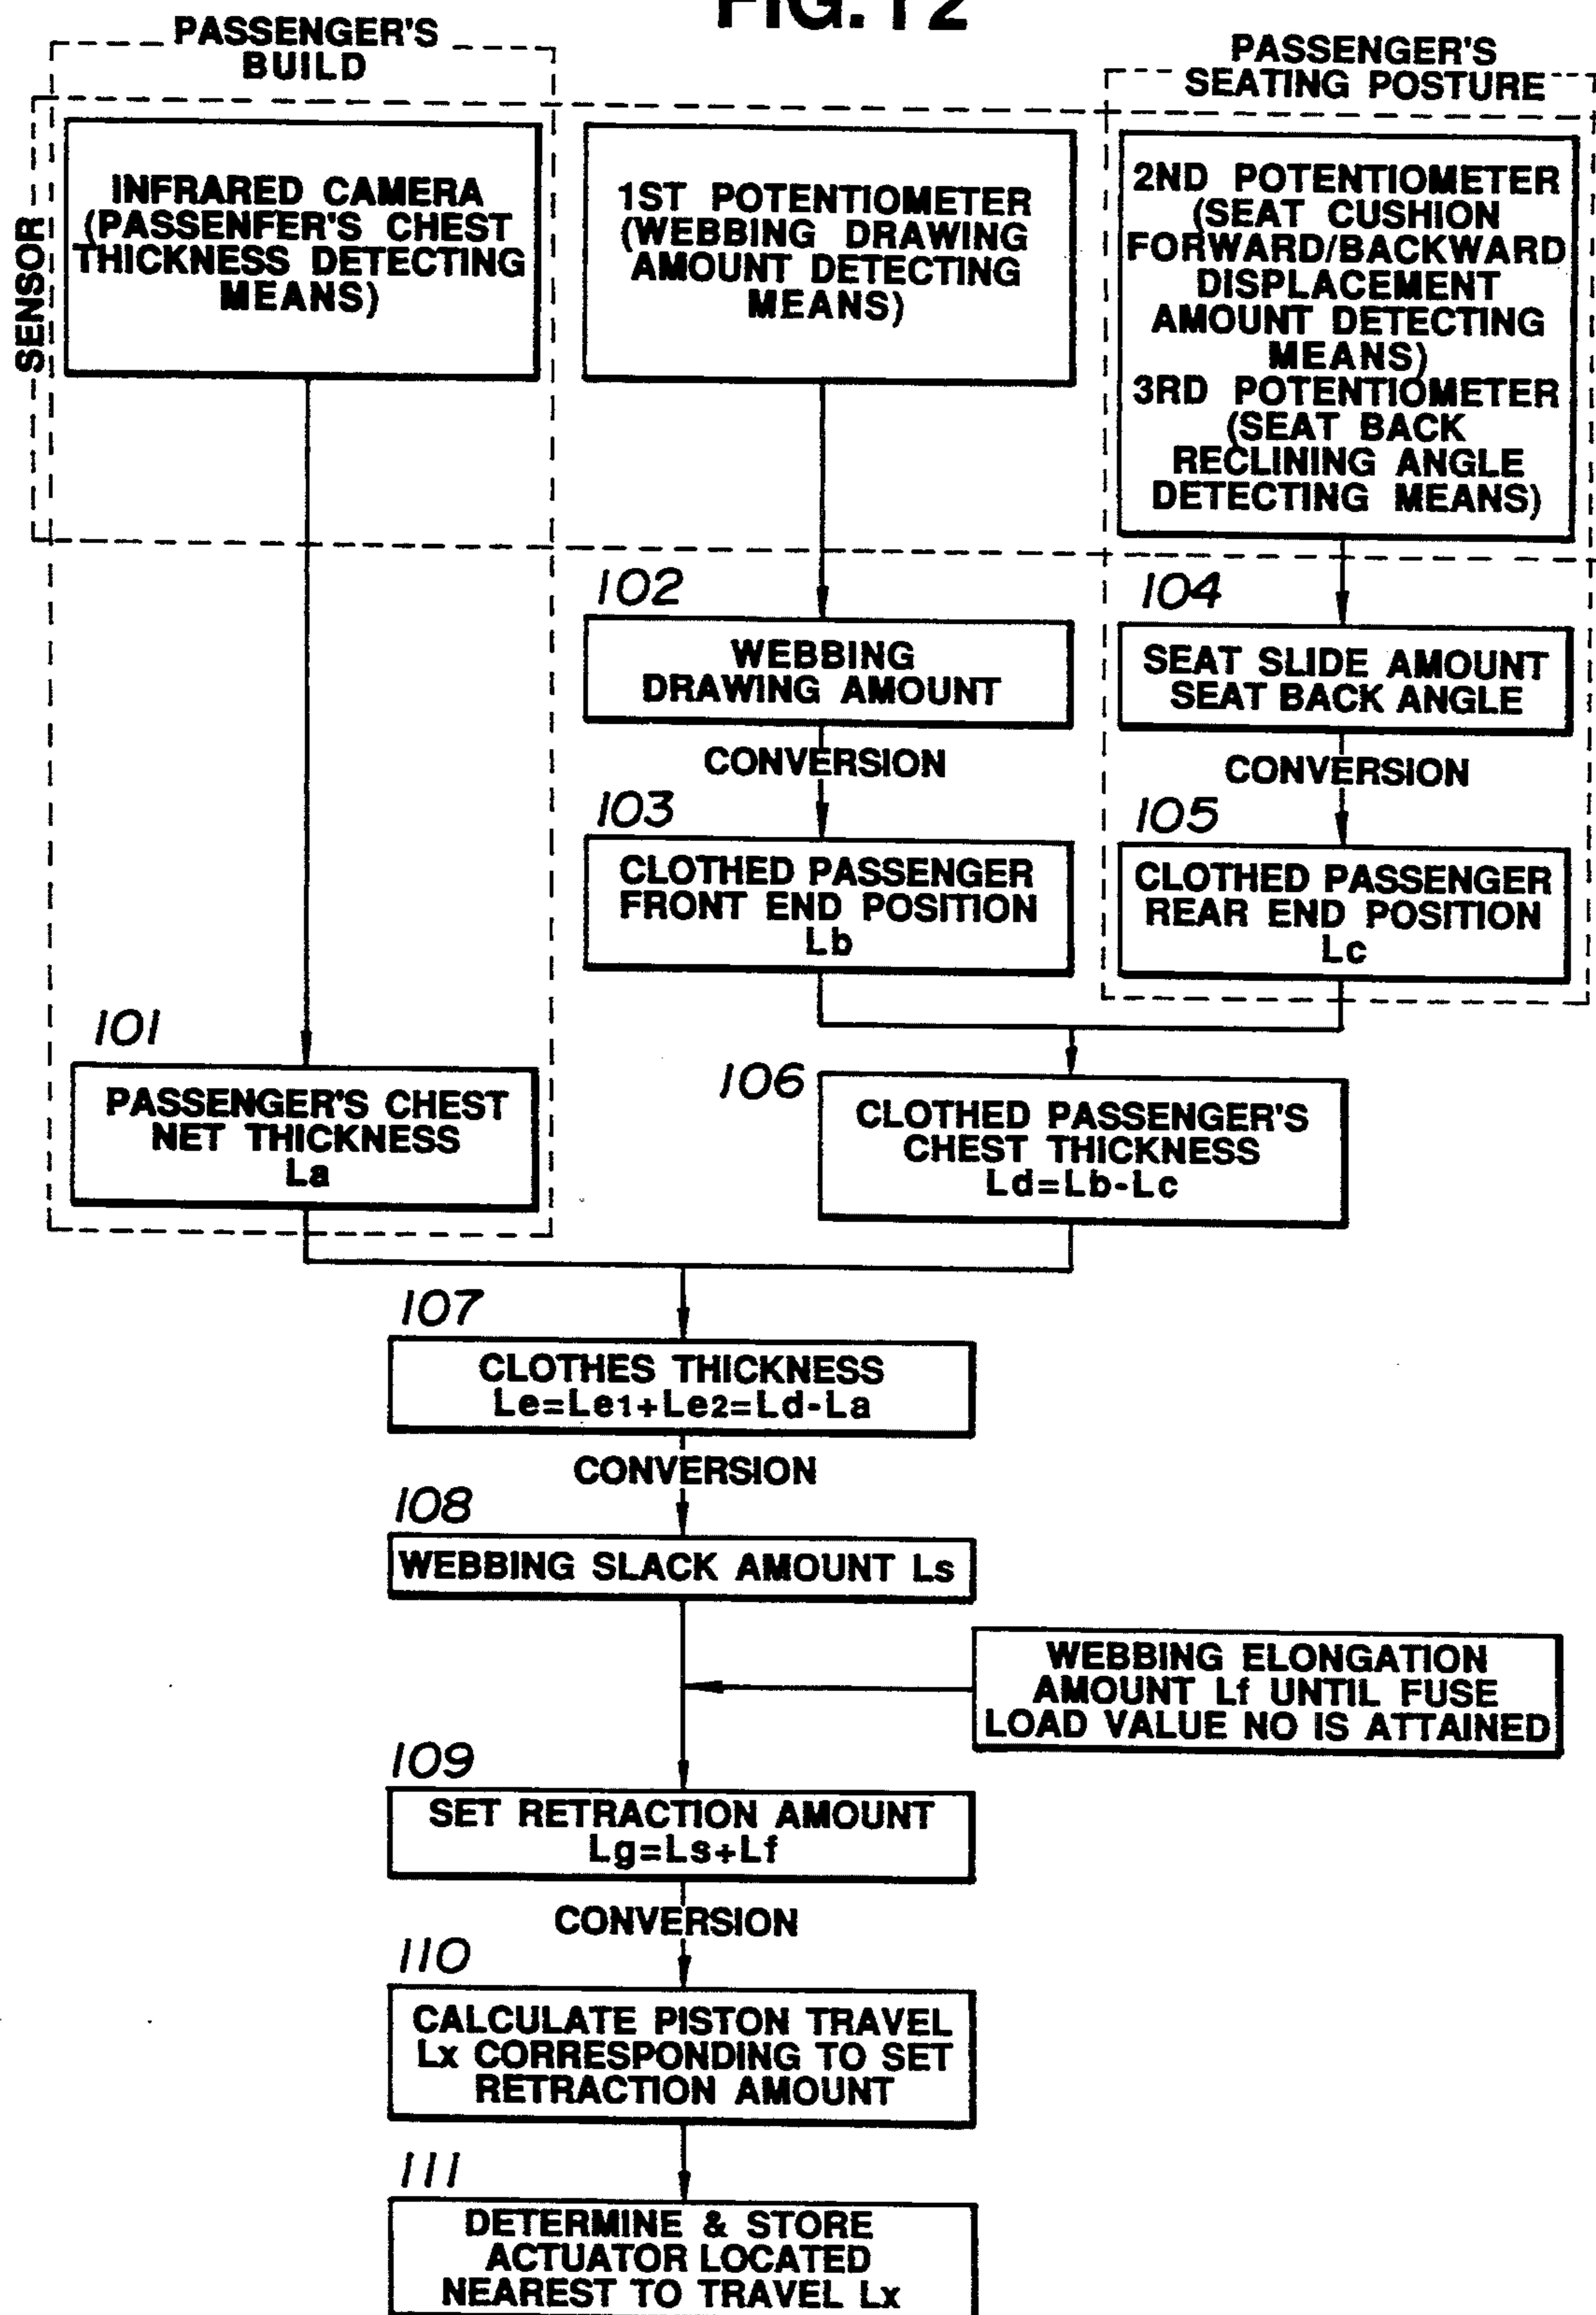 FIG. 12
PASSENGER'S
BUILD
PASSENGER'S
SEATING POSTURE
SENSOR
INFRARED CAMERA
(PASSENFER'S CHEST
THICKNESS DETECTING
MEANS)
1ST POTENTIOMETER
(WEBBING DRAWING
AMOUNT DETECTING
MEANS)
2ND POTENTIOMETER
(SEAT CUSHION
FORWARD/BACKWARD
DISPLACEMENT
AMOUNT DETECTING
MEANS)
3RD POTENTIOMETER
(SEAT BACK
RECLINING ANGLE
DETECTING MEANS)
102
WEBBING
DRAWING AMOUNT
104
SEAT SLIDE AMOUNT
SEAT BACK ANGLE
CONVERSION
CONVERSION
103
CLOTHED PASSENGER
FRONT END POSITION
Lb
105
CLOTHED PASSENGER
REAR END POSITION
Lc
101
PASSENGER'S CHEST
NET THICKNESS
La
106
CLOTHED PASSENGER'S
CHEST THICKNESS
Ld=Lb-Lc
107
CLOTHES THICKNESS
Le=Le1+Le2=Ld-La
CONVERSION
108
WEBBING SLACK AMOUNT Ls
WEBBING ELONGATION
AMOUNT Lf UNTIL FUSE
LOAD VALUE NO IS ATTAINED
109
SET RETRACTION AMOUNT
Lg=Ls+Lf
CONVERSION
110
CALCULATE PISTON TRAVEL
Lx CORRESPONDING TO SET
RETRACTION AMOUNT
111
DETERMINE & STORE
ACTUATOR LOCATED
NEAREST TO TRAVEL Lx